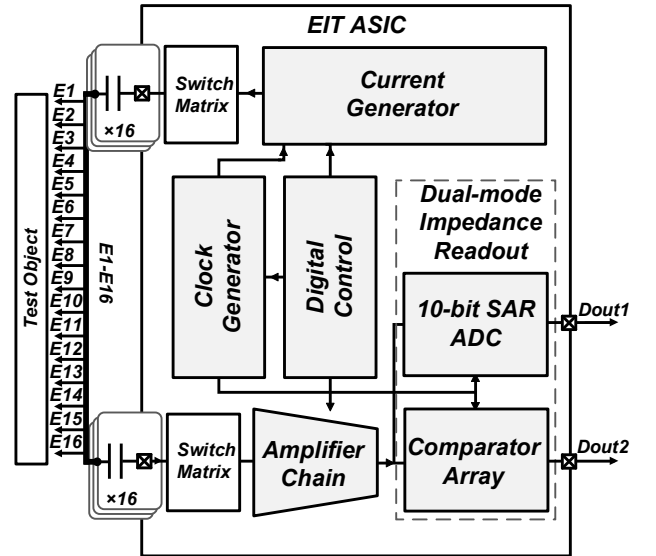 EIT ASIC
Switch
Matrix
Current
Generator
×16
E1
E2
E3
E4
E5
E6
E7
E8
E9
E10
E11
E12
E13
E14
E15
E16
Test Object
E1-E16
Clock
Generator
Digital
Control
Dual-mode
Impedance
Readout
10-bit SAR
ADC
Dout1
Switch
Matrix
Amplifier
Chain
Comparator
Array
Dout2
×16